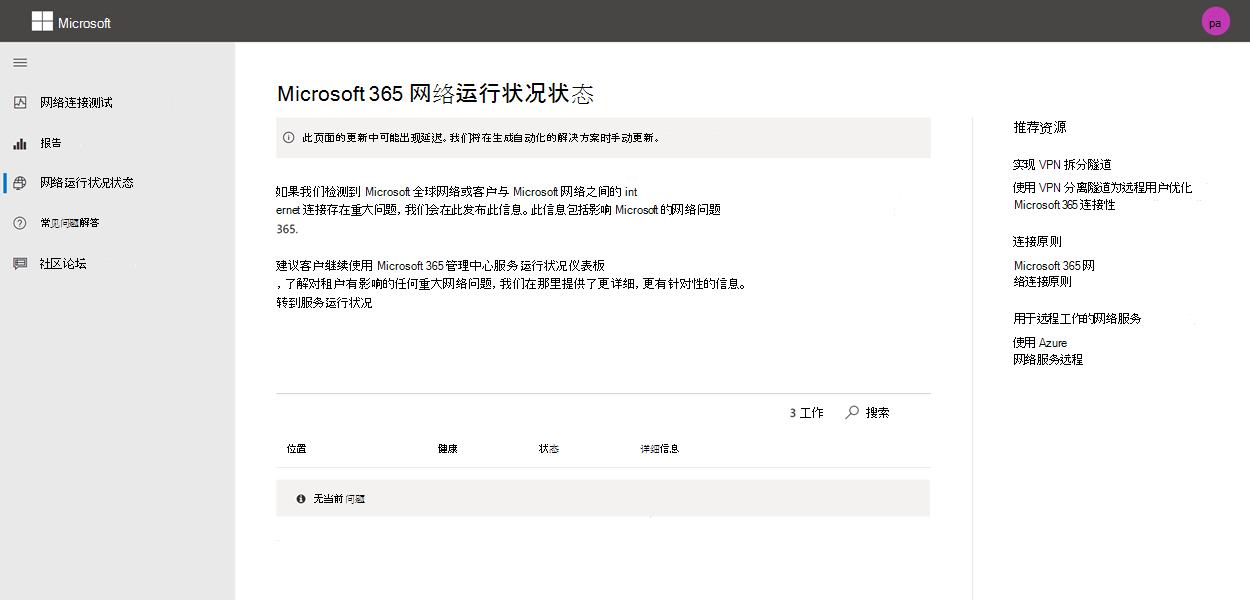 Microsoft
pa
网络连接测试
报告
网络运行状况状态
常见问题解答
社区论坛
Microsoft 365 网络运行状况状态
此页面的更新中可能出现延迟。我们将在生成自动化的解决方案时手动更新。
如果我们检测到 Microsoft 全球网络或客户与 Microsoft 网络之间的 int
ernet 连接存在重大问题, 我们会在此发布此信息。此信息包括影响 Microsoft 的网络问题
365.
建议客户继续使用 Microsoft 365 管理中心服务运行状况仪表板
, 了解对租户有影响的任何重大网络问题, 我们在那里提供了更详细, 更有针对性的信息。
转到服务运行状况
3 工作
搜索
位置 健康 状态 详细信息
无当前问题
推荐资源
实现 VPN 拆分隧道
使用 VPN 分离隧道为远程用户优化
Microsoft 365 连接性
连接原则
Microsoft 365 网
络连接原则
用于远程工作的网络服务
使用 Azure
网络服务远程